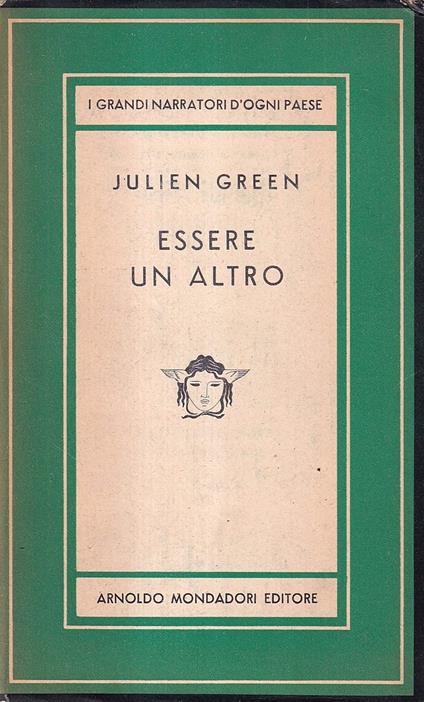 I GRANDI NARRATORI D'OGNI PAESE
JULIEN GREEN
ESSERE
UN ALTRO
ARNOLDO MONDADORI EDITORE